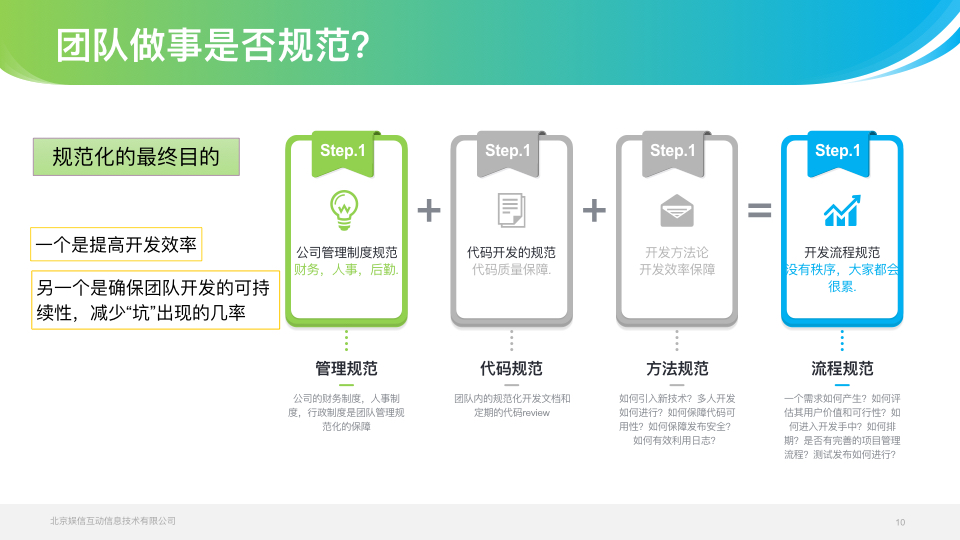 团队做事是否规范?
规范化的最终目的
一个是提高开发效率
另一个是确保团队开发的可持
续性，减少“坑”出现的几率
Step.1
公司管理制度规范
财务，人事，后勤.
管理规范
公司的财务制度，人事制
度，行政制度是团队管理规
范化的保障
+
Step.1
代码开发的规范
代码质量保障.
代码规范
团队内的规范化开发文档和
定期的代码review
+
Step.1
开发方法论
开发效率保障
方法规范
如何引入新技术？多人开发
如何进行？如何保障代码可
用性？如何保障发布安全？
如何有效利用日志？
=
Step.1
开发流程规范
没有秩序，大家都会
很累.
流程规范
一个需求如何产生？如何评
估其用户价值和可行性？如
何进入开发手中？如何排
期？是否有完善的项目管理
流程？测试发布如何进行？
北京娱信互动信息技术有限公司
10